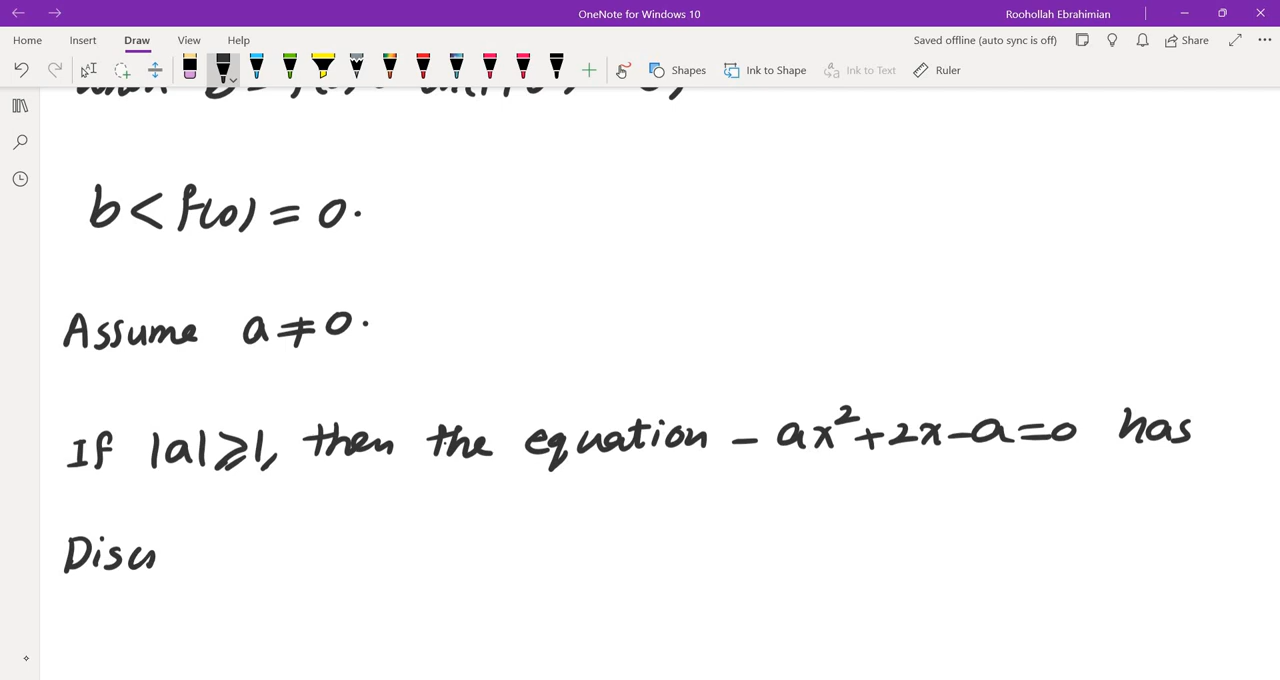 OneNote for Windows 10
Roohollah Ebrahimian
Home Insert Draw View Help
Saved offline (auto sync is off)
Share
Shapes
Ink to Shape
Ink to Text
Ruler
b < f(0) = 0.
Assume a ≠ 0.
If |a| ⩾ 1, then the equation - ax² + 2x - a = 0 has
Discr